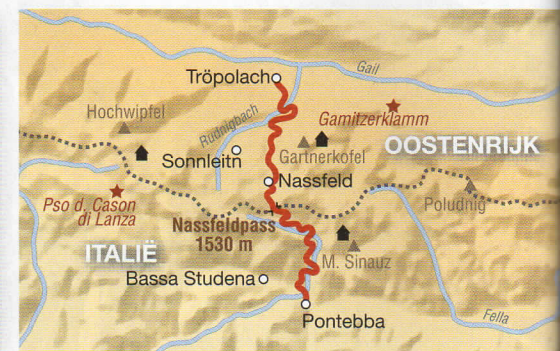 Tröpolach
Gail
Hochwipfel
Rudnigbach
Gamitzerklamm
OOSTENRIJK
Sonnleitn
Gartnerkofel
Nassfeld
Pso d. Cason
di Lanza
Poludnig
Nassfeldpass
1530 m
ITALIË
M. Sinauz
Bassa Studena
Pontebba
Fella